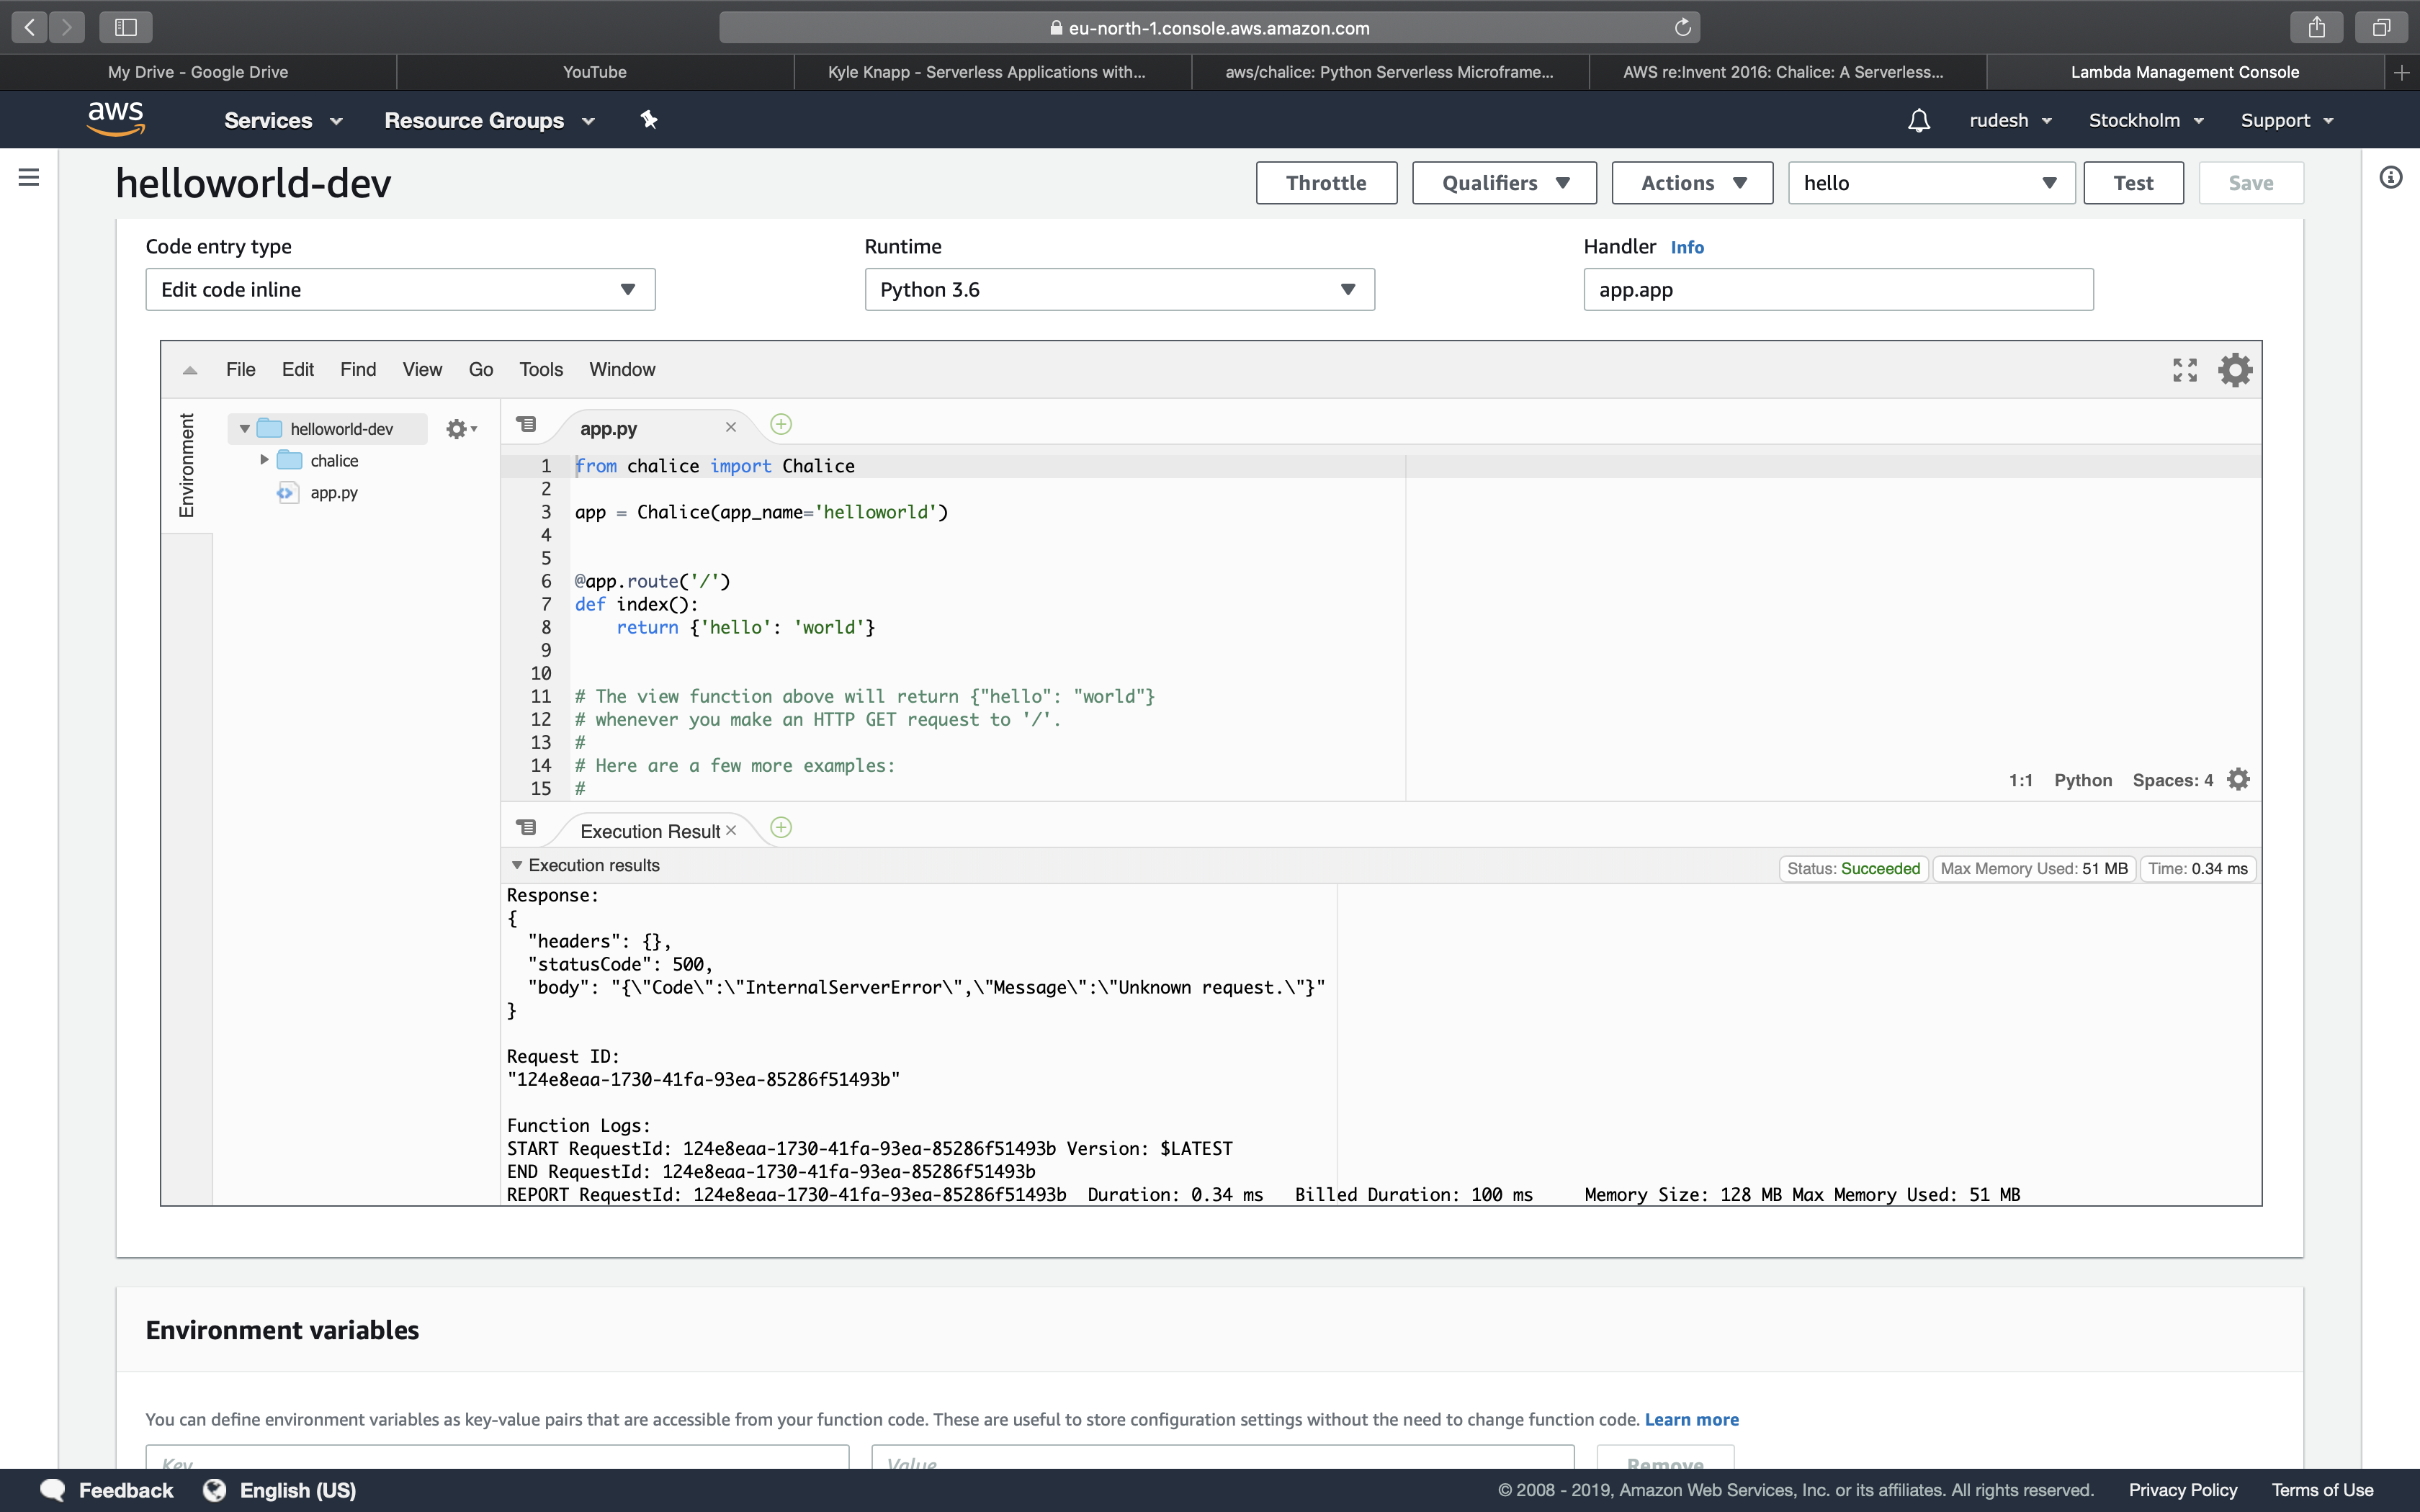 eu-north-1.console.aws.amazon.com
My Drive - Google Drive
YouTube
Kyle Knapp - Serverless Applications with...
aws/chalice: Python Serverless Microframe...
AWS re:Invent 2016: Chalice: A Serverless...
Lambda Management Console
aws
Services
Resource Groups
rudesh
Stockholm
Support
helloworld-dev
Throttle
Qualifiers
Actions
hello
Test
Save
Code entry type
Runtime
Handler Info
Edit code inline
Python 3.6
app.app
File Edit Find View Go Tools Window
Environment
helloworld-dev
chalice
app.py
app.py
1 from chalice import Chalice
2
3 app = Chalice(app_name='helloworld')
4
5
6 @app.route('/')
7 def index():
8     return {'hello': 'world'}
9
10
11 # The view function above will return {"hello": "world"}
12 # whenever you make an HTTP GET request to '/'.
13 #
14 # Here are a few more examples:
15 #
1:1 Python Spaces: 4
Execution Result
Execution results
Status: Succeeded Max Memory Used: 51 MB Time: 0.34 ms
Response:
{
  "headers": {},
  "statusCode": 500,
  "body": "{\"Code\":\"InternalServerError\",\"Message\":\"Unknown request.\"}"
}
Request ID:
"124e8eaa-1730-41fa-93ea-85286f51493b"
Function Logs:
START RequestId: 124e8eaa-1730-41fa-93ea-85286f51493b Version: $LATEST
END RequestId: 124e8eaa-1730-41fa-93ea-85286f51493b
REPORT RequestId: 124e8eaa-1730-41fa-93ea-85286f51493b Duration: 0.34 ms Billed Duration: 100 ms Memory Size: 128 MB Max Memory Used: 51 MB
Environment variables
You can define environment variables as key-value pairs that are accessible from your function code. These are useful to store configuration settings without the need to change function code. Learn more
Key
Value
Remove
Feedback
English (US)
© 2008 - 2019, Amazon Web Services, Inc. or its affiliates. All rights reserved.
Privacy Policy
Terms of Use